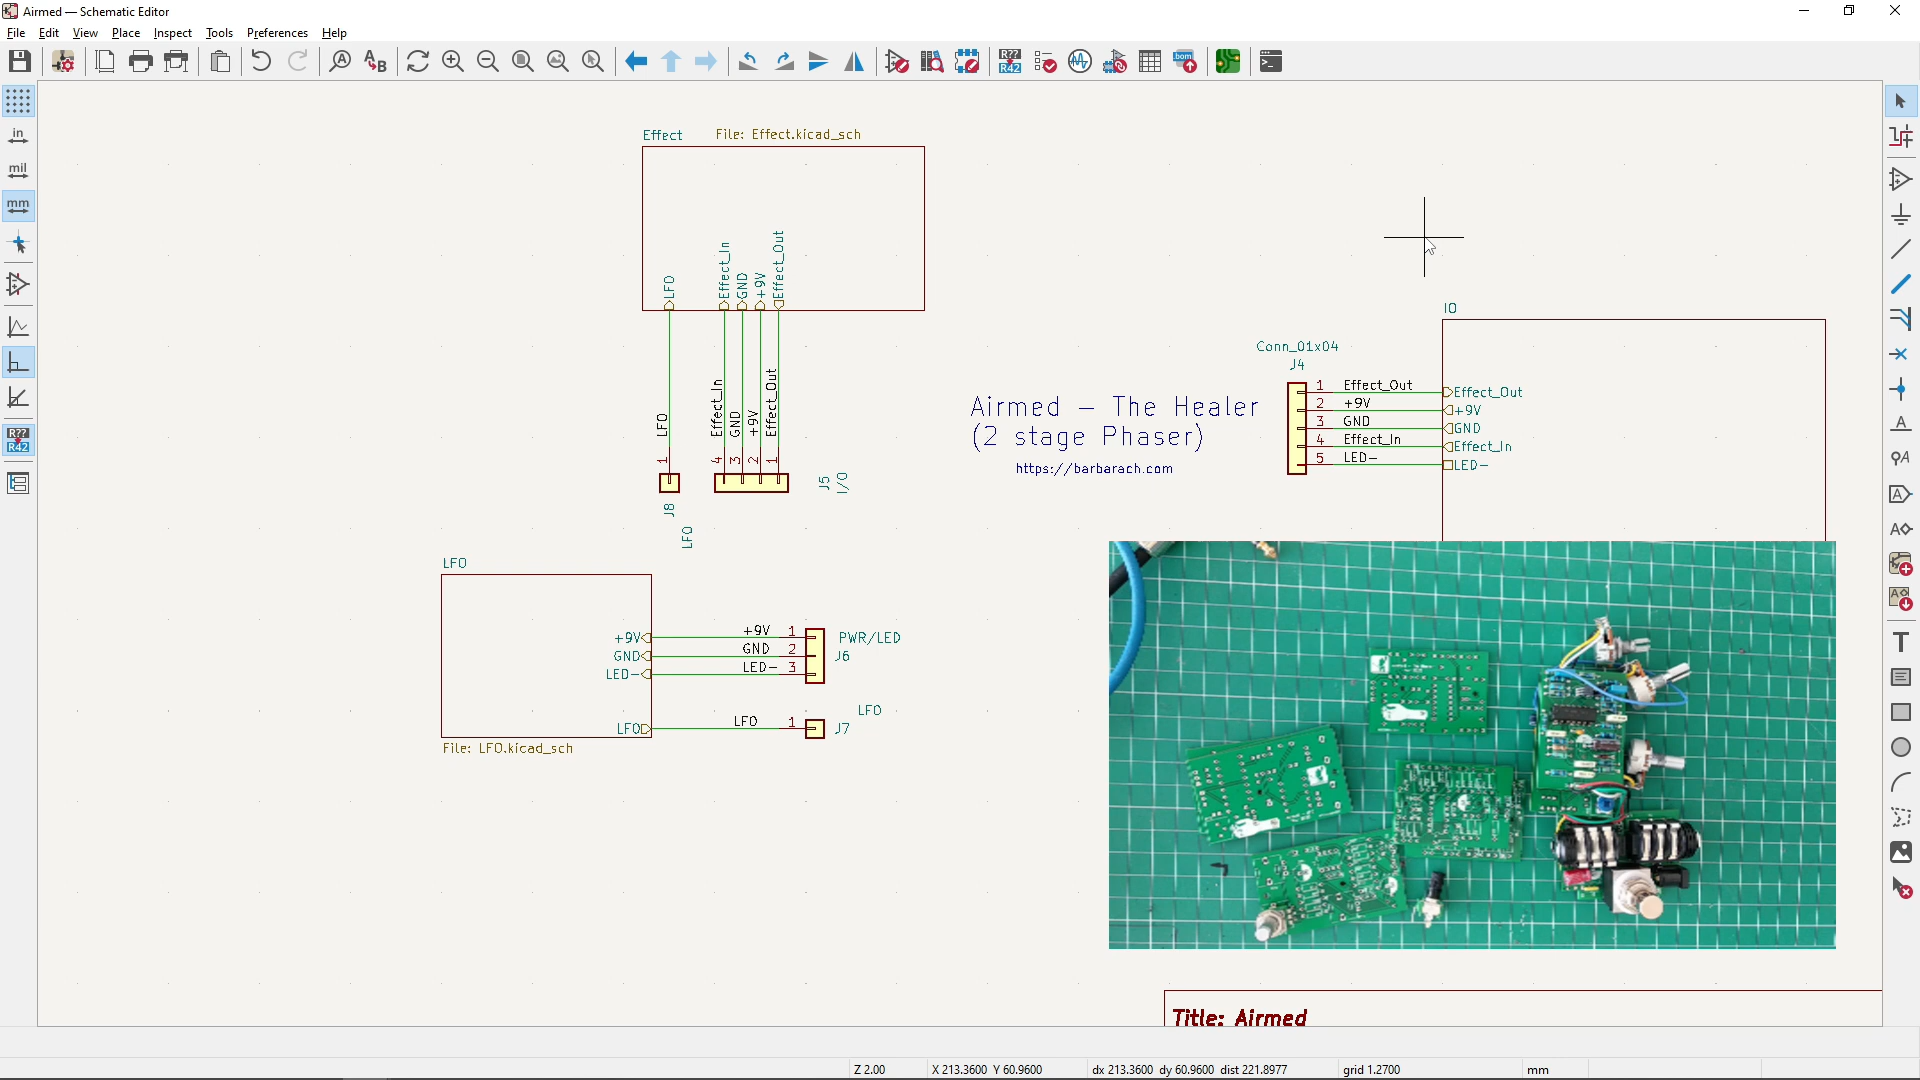 Airmed — Schematic Editor
File Edit View Place Inspect Tools Preferences Help
in
mil
mm
R??
R42
R??
R42
bom
Effect File: Effect.kicad_sch
LFO
Effect_In
GND
+9V
Effect_Out
LFO
Effect_In
GND
+9V
Effect_Out
1
4
3
2
1
J8
LFO
J5
I/O
Airmed - The Healer
(2 stage Phaser)
https://barbarach.com
IO
Conn_01x04
J4
1 Effect_Out Effect_Out
2 +9V +9V
3 GND GND
4 Effect_In Effect_In
5 LED- LED-
LFO
+9V +9V 1 PWR/LED
GND GND 2 J6
LED- LED- 3
LFO
LFO LFO 1 J7
File: LFO.kicad_sch
Title: Airmed
Z 2.00 X 213.3600 Y 60.9600 dx 213.3600 dy 60.9600 dist 221.8977 grid 1.2700 mm